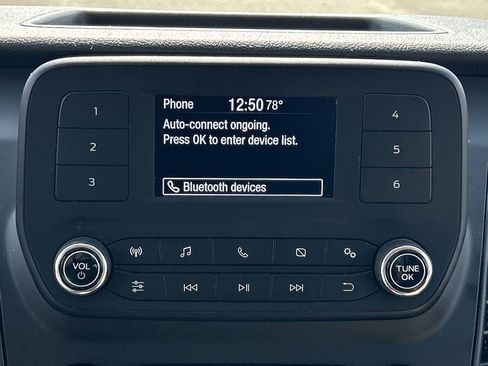 Phone 12:50 78°
Auto-connect ongoing.
Press OK to enter device list.
Bluetooth devices
1
2
3
4
5
6
VOL
TUNE
OK